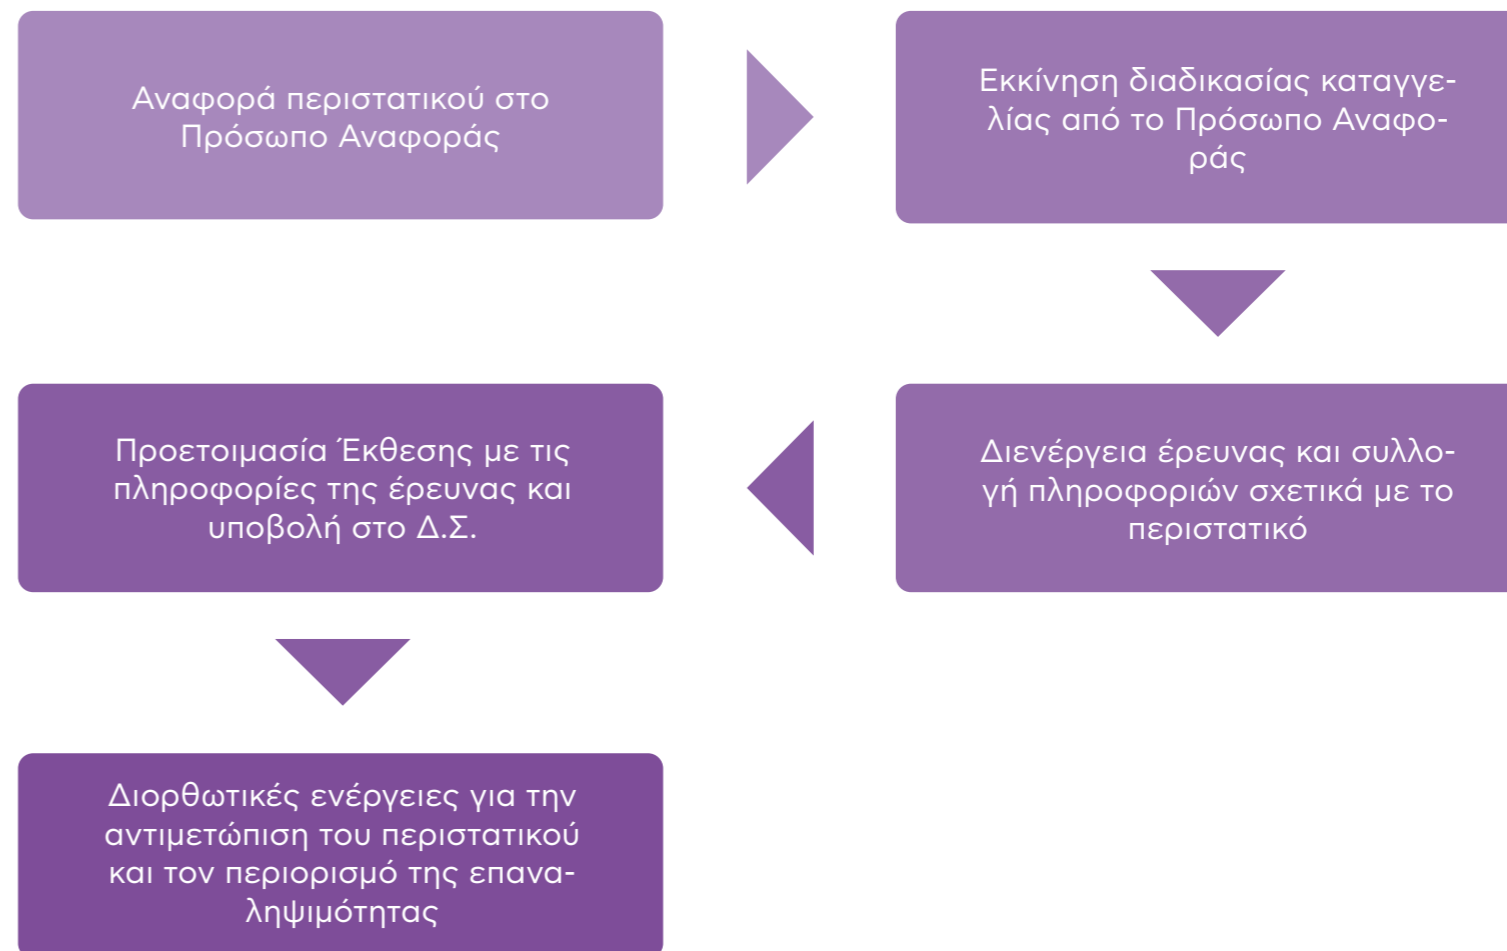 Αναφορά περιστατικού στο
Πρόσωπο Αναφοράς
Εκκίνηση διαδικασίας καταγγε-
λίας από το Πρόσωπο Αναφο-
ράς
Διενέργεια έρευνας και συλλο-
γή πληροφοριών σχετικά με το
περιστατικό
Προετοιμασία Έκθεσης με τις
πληροφορίες της έρευνας και
υποβολή στο Δ.Σ.
Διορθωτικές ενέργειες για την
αντιμετώπιση του περιστατικού
και τον περιορισμό της επανα-
ληψιμότητας